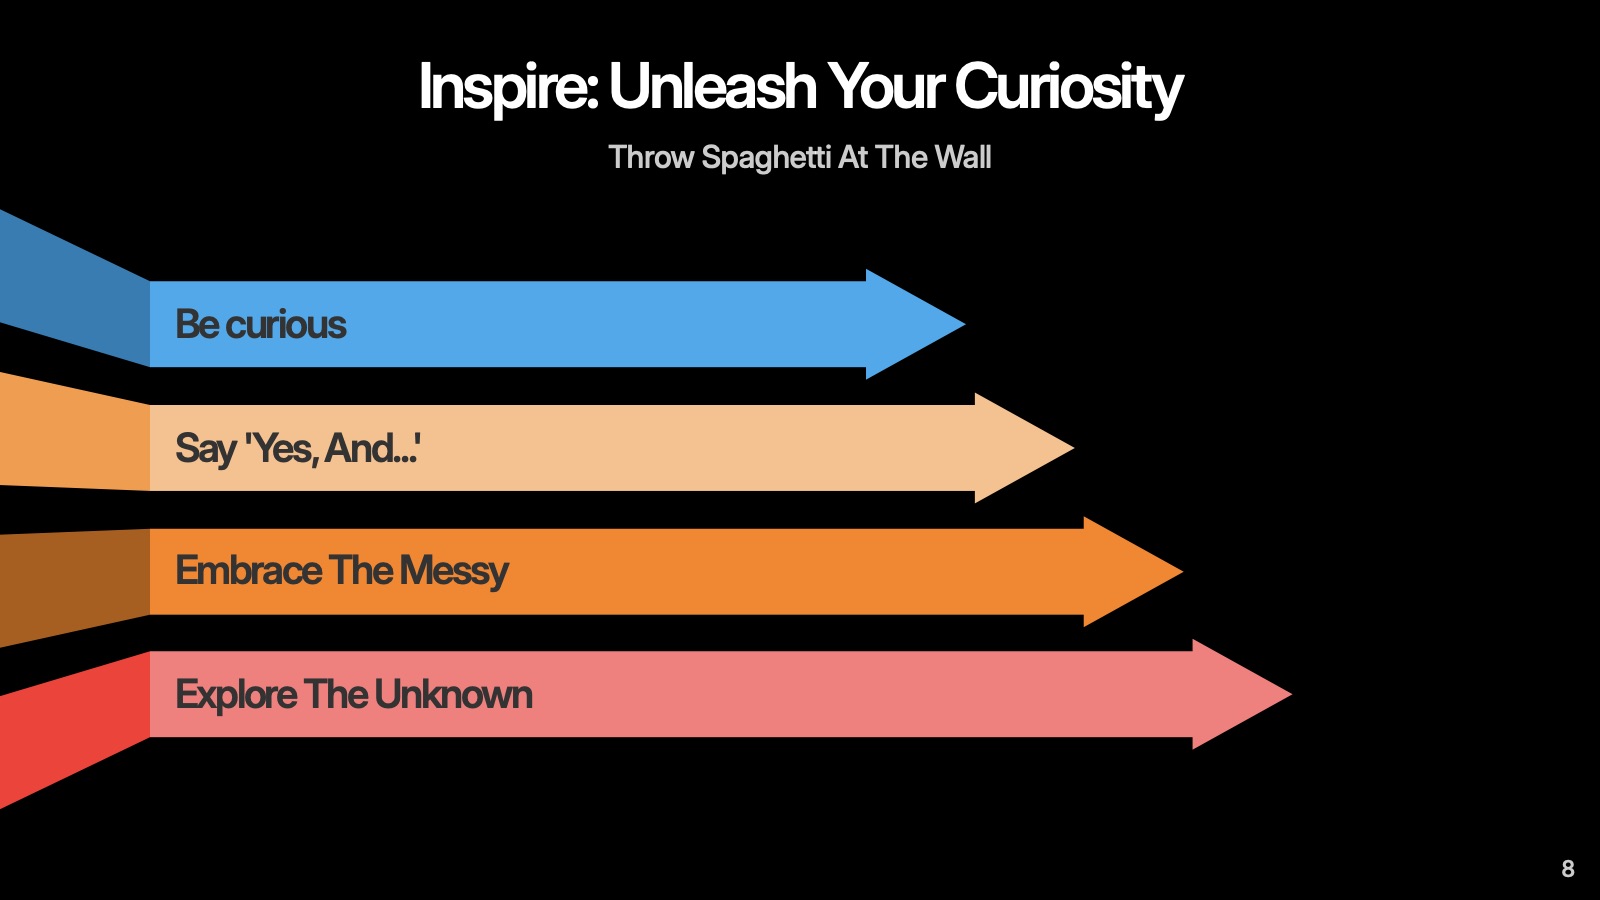 Inspire: Unleash Your Curiosity
Throw Spaghetti At The Wall
Be curious
Say 'Yes, And...'
Embrace The Messy
Explore The Unknown
8